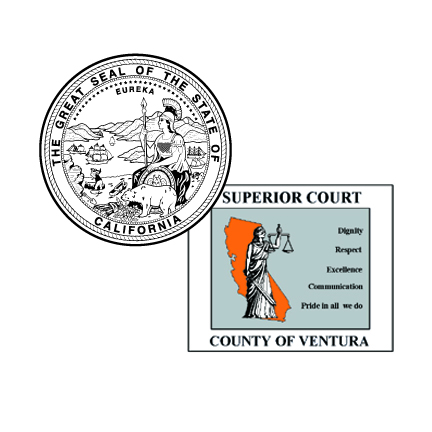 THE GREAT SEAL OF THE STATE OF
EUREKA
CALIFORNIA
SUPERIOR COURT
Dignity
Respect
Excellence
Communication
Pride in all we do
COUNTY OF VENTURA